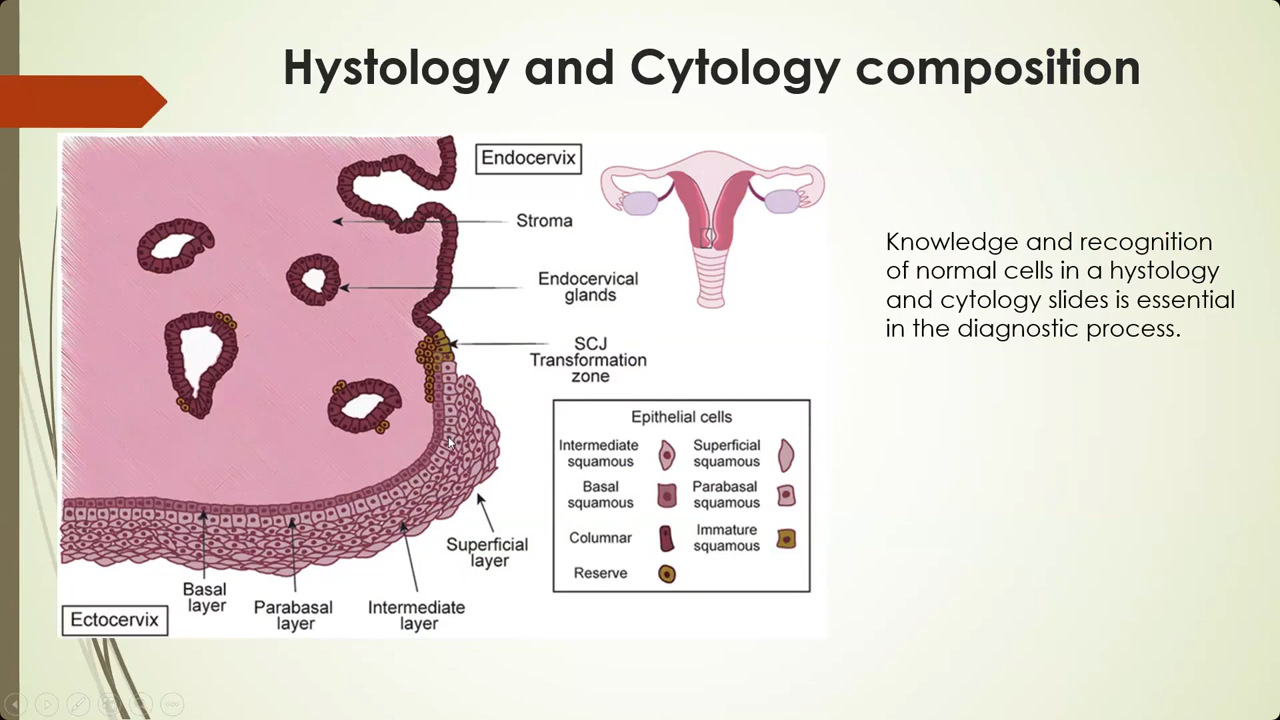 Hystology and Cytology composition
Endocervix
Stroma
Endocervical
glands
SCJ
Transformation
zone
Epithelial cells
Intermediate
squamous
Superficial
squamous
Basal
squamous
Parabasal
squamous
Columnar
Immature
squamous
Reserve
Superficial
layer
Basal
layer
Parabasal
layer
Intermediate
layer
Ectocervix
Knowledge and recognition
of normal cells in a hystology
and cytology slides is essential
in the diagnostic process.